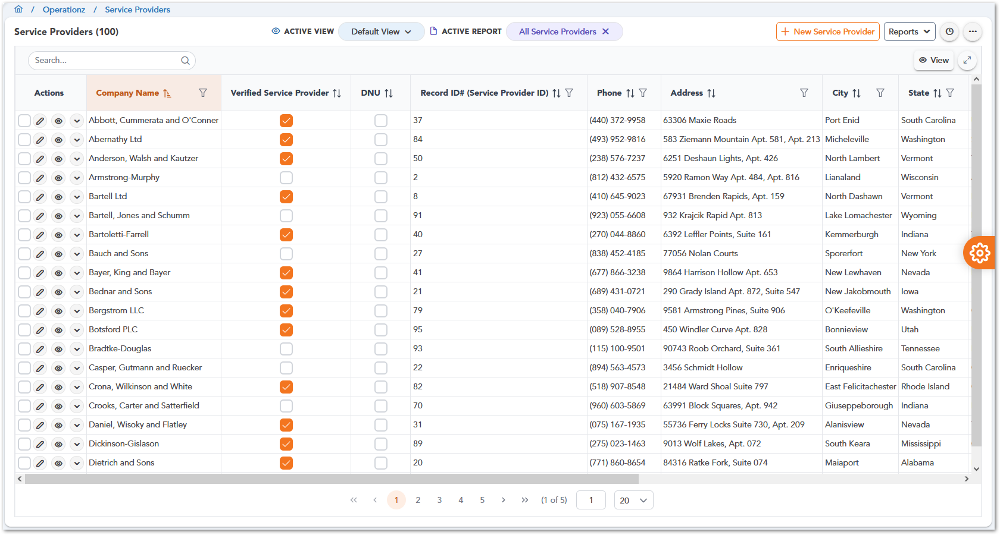 / Operationz / Service Providers
Service Providers (100) ACTIVE VIEW Default View ACTIVE REPORT All Service Providers ✕ + New Service Provider Reports
Search... View
Actions Company Name Verified Service Provider DNU Record ID# (Service Provider ID) Phone Address City State
Abbott, Cummerata and O'Conner 37 (440) 372-9958 63306 Maxie Roads Port Enid South Carolina
Abernathy Ltd 84 (493) 952-9816 583 Ziemann Mountain Apt. 581, Apt. 213 Micheleville Washington
Anderson, Walsh and Kautzer 50 (238) 576-7237 6251 Deshaun Lights, Apt. 426 North Lambert Vermont
Armstrong-Murphy 2 (812) 432-6575 5920 Ramon Way Apt. 484, Apt. 816 Lianaland Wisconsin
Bartell Ltd 8 (410) 645-9023 67931 Brenden Rapids, Apt. 159 North Dashawn Vermont
Bartell, Jones and Schumm 91 (923) 055-6608 932 Krajcik Rapid Apt. 813 Lake Lomachester Wyoming
Bartoletti-Farrell 40 (270) 044-8860 6392 Leffler Points, Suite 161 Kemmerburgh Indiana
Bauch and Sons 27 (838) 452-4185 77056 Nolan Courts Sporerfort New York
Bayer, King and Bayer 41 (677) 866-3238 9864 Harrison Hollow Apt. 653 New Lewhaven Nevada
Bednar and Sons 21 (689) 431-0721 290 Grady Island Apt. 872, Suite 547 New Jakobmouth Iowa
Bergstrom LLC 79 (358) 040-7906 9581 Armstrong Pines, Suite 906 O'Keefeville Washington
Botsford PLC 95 (089) 528-8955 450 Windler Curve Apt. 828 Bonnieview Utah
Bradtke-Douglas 93 (115) 100-9501 90743 Roob Orchard, Suite 361 South Allieshire Tennessee
Casper, Gutmann and Ruecker 22 (894) 563-4573 3456 Schmidt Hollow Enriqueshire South Carolina
Crona, Wilkinson and White 82 (518) 907-8548 21484 Ward Shoal Suite 797 East Felicitachester Rhode Island
Crooks, Carter and Satterfield 70 (960) 603-5869 63991 Block Squares, Apt. 942 Giuseppeborough Indiana
Daniel, Wisoky and Flatley 31 (075) 167-1935 55736 Ferry Locks Suite 730, Apt. 209 Alanisview Nevada
Dickinson-Gislason 89 (275) 023-1463 9013 Wolf Lakes, Apt. 072 South Keara Mississippi
Dietrich and Sons 20 (771) 860-8654 84316 Ratke Fork, Suite 074 Maiaport Alabama
« ‹ 1 2 3 4 5 › » (1 of 5) 1 20